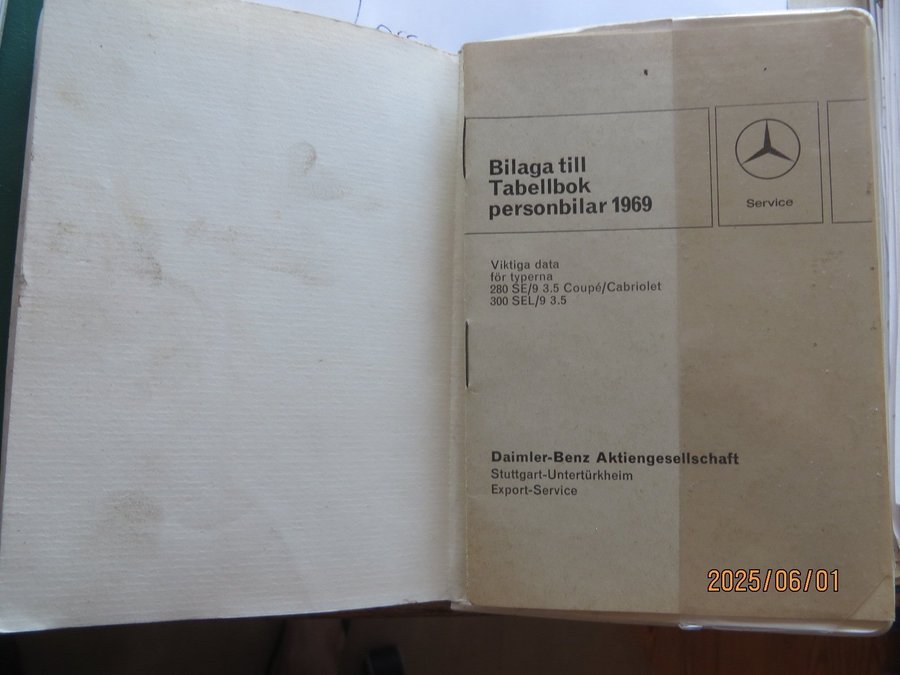 Bilaga till
Tabellbok
personbilar 1969
Service
Viktiga data
för typerna
280 SE/9 3.5 Coupé/Cabriolet
300 SEL/9 3.5
Daimler-Benz Aktiengesellschaft
Stuttgart-Untertürkheim
Export-Service
2025/06/01